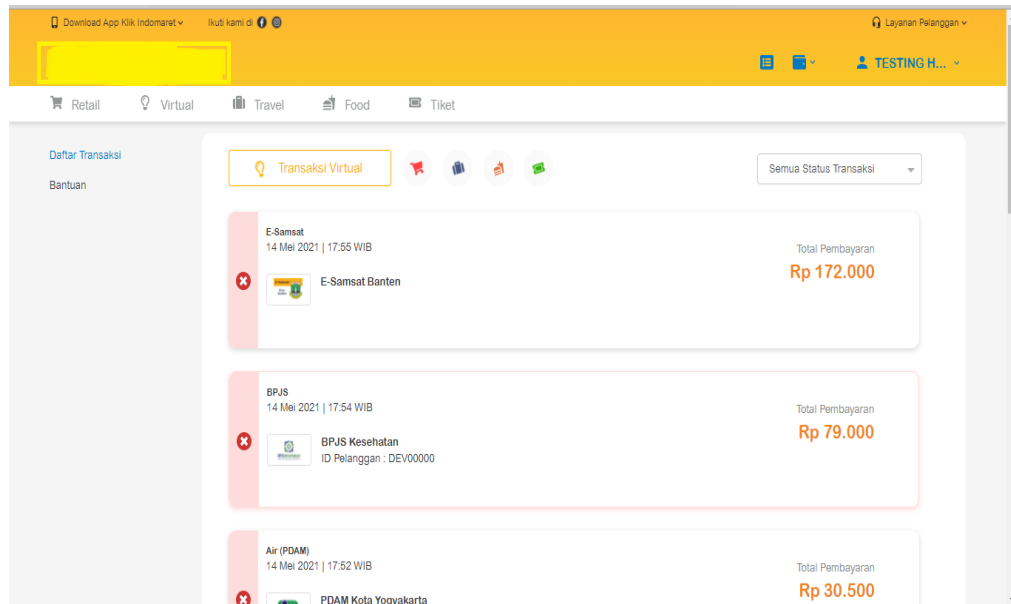 Download App Klik Indomaret Ikuti kami di Layanan Pelanggan
TESTING H...
Retail Virtual Travel Food Tiket
Daftar Transaksi
Bantuan
Transaksi Virtual Semua Status Transaksi
E-Samsat
14 Mei 2021 | 17:55 WIB
E-Samsat Banten
Total Pembayaran
Rp 172.000
BPJS
14 Mei 2021 | 17:54 WIB
BPJS Kesehatan
ID Pelanggan : DEV00000
Total Pembayaran
Rp 79.000
Air (PDAM)
14 Mei 2021 | 17:52 WIB
PDAM Kota Yogyakarta
Total Pembayaran
Rp 30.500